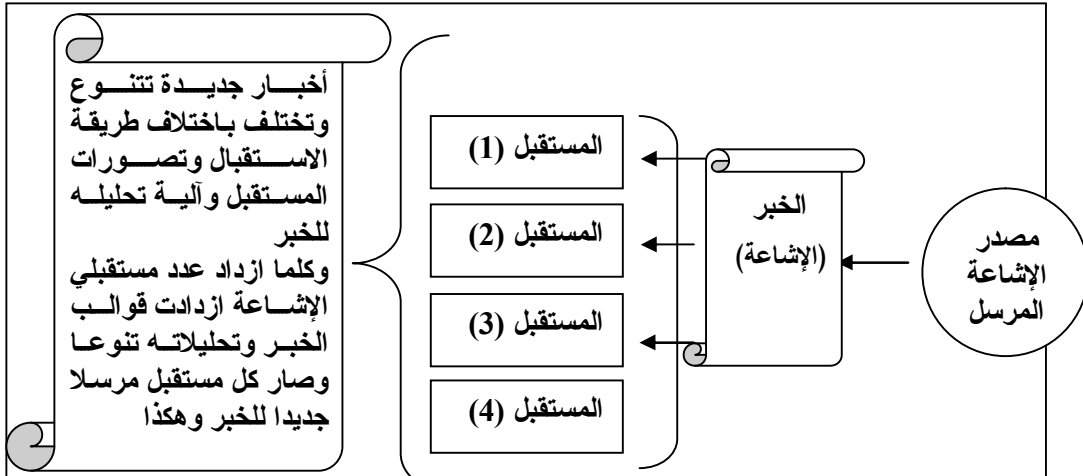 مصدر
الإشاعة
المرسل
الخبر
(الإشاعة)
المستقبل (1)
المستقبل (2)
المستقبل (3)
المستقبل (4)
أخبار جديدة تتنوع
وتختلف باختلاف طريقة
الاستقبال وتصورات
المستقبل وآلية تحليله
للخبر
وكلما ازداد عدد مستقبلي
الإشاعة ازدادت قوالب
الخبر وتحليلاته تنوعا
وصار كل مستقبل مرسلا
جديدا للخبر وهكذا